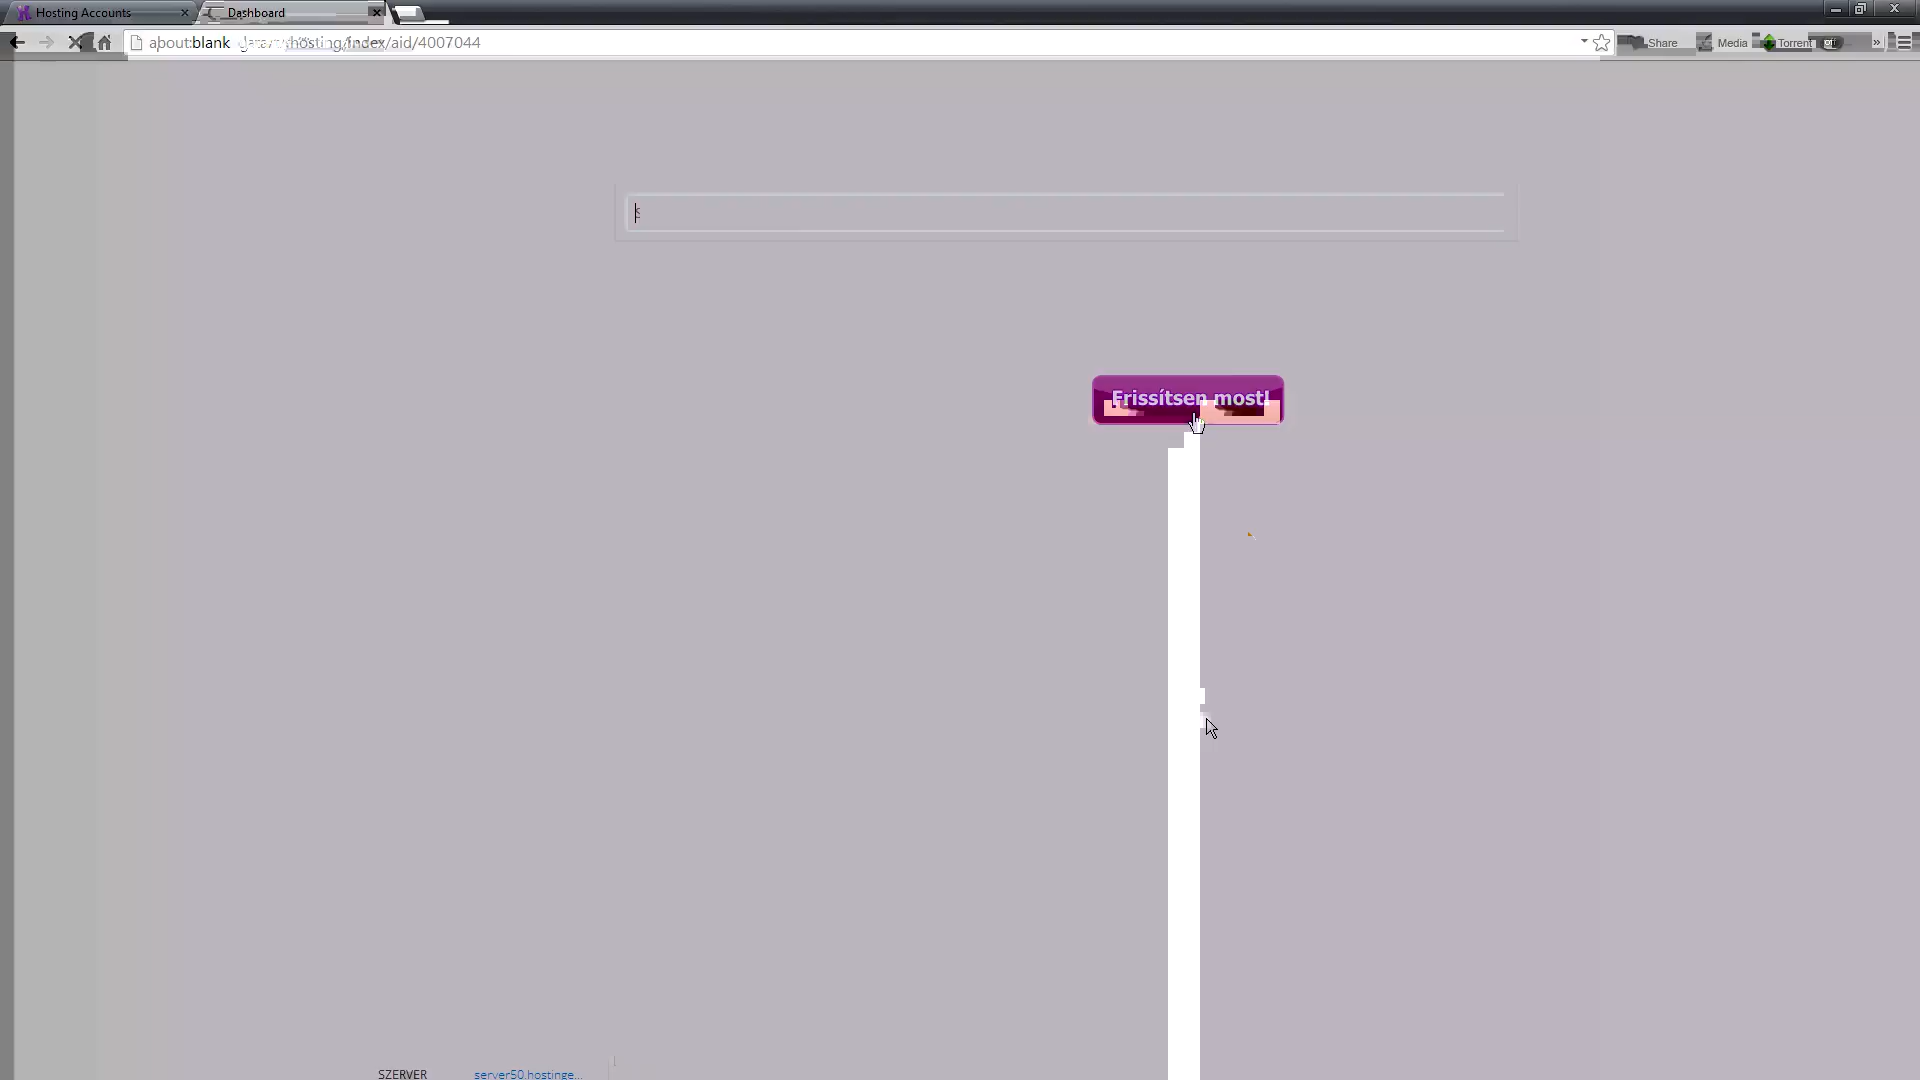 Hosting Accounts
Dashboard
about:blank hosting/index/aid/4007044
Share
Media
Torrent
»
Frissítsen most!
SZERVER
server50.hostinge...